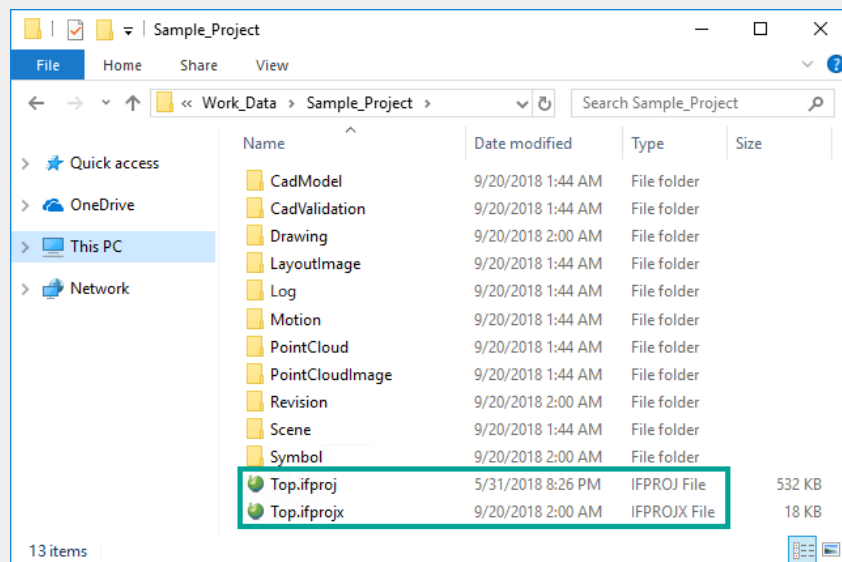 Sample_Project
File Home Share View
« Work_Data › Sample_Project › Search Sample_Project
Name Date modified Type Size
Quick access
OneDrive
This PC
Network
CadModel 9/20/2018 1:44 AM File folder
CadValidation 9/20/2018 1:44 AM File folder
Drawing 9/20/2018 2:00 AM File folder
LayoutImage 9/20/2018 1:44 AM File folder
Log 9/20/2018 1:44 AM File folder
Motion 9/20/2018 1:44 AM File folder
PointCloud 9/20/2018 1:44 AM File folder
PointCloudImage 9/20/2018 1:44 AM File folder
Revision 9/20/2018 2:00 AM File folder
Scene 9/20/2018 1:44 AM File folder
Symbol 9/20/2018 2:00 AM File folder
Top.ifproj 5/31/2018 8:26 PM IFPROJ File 532 KB
Top.ifprojx 9/20/2018 2:00 AM IFPROJX File 18 KB
13 items